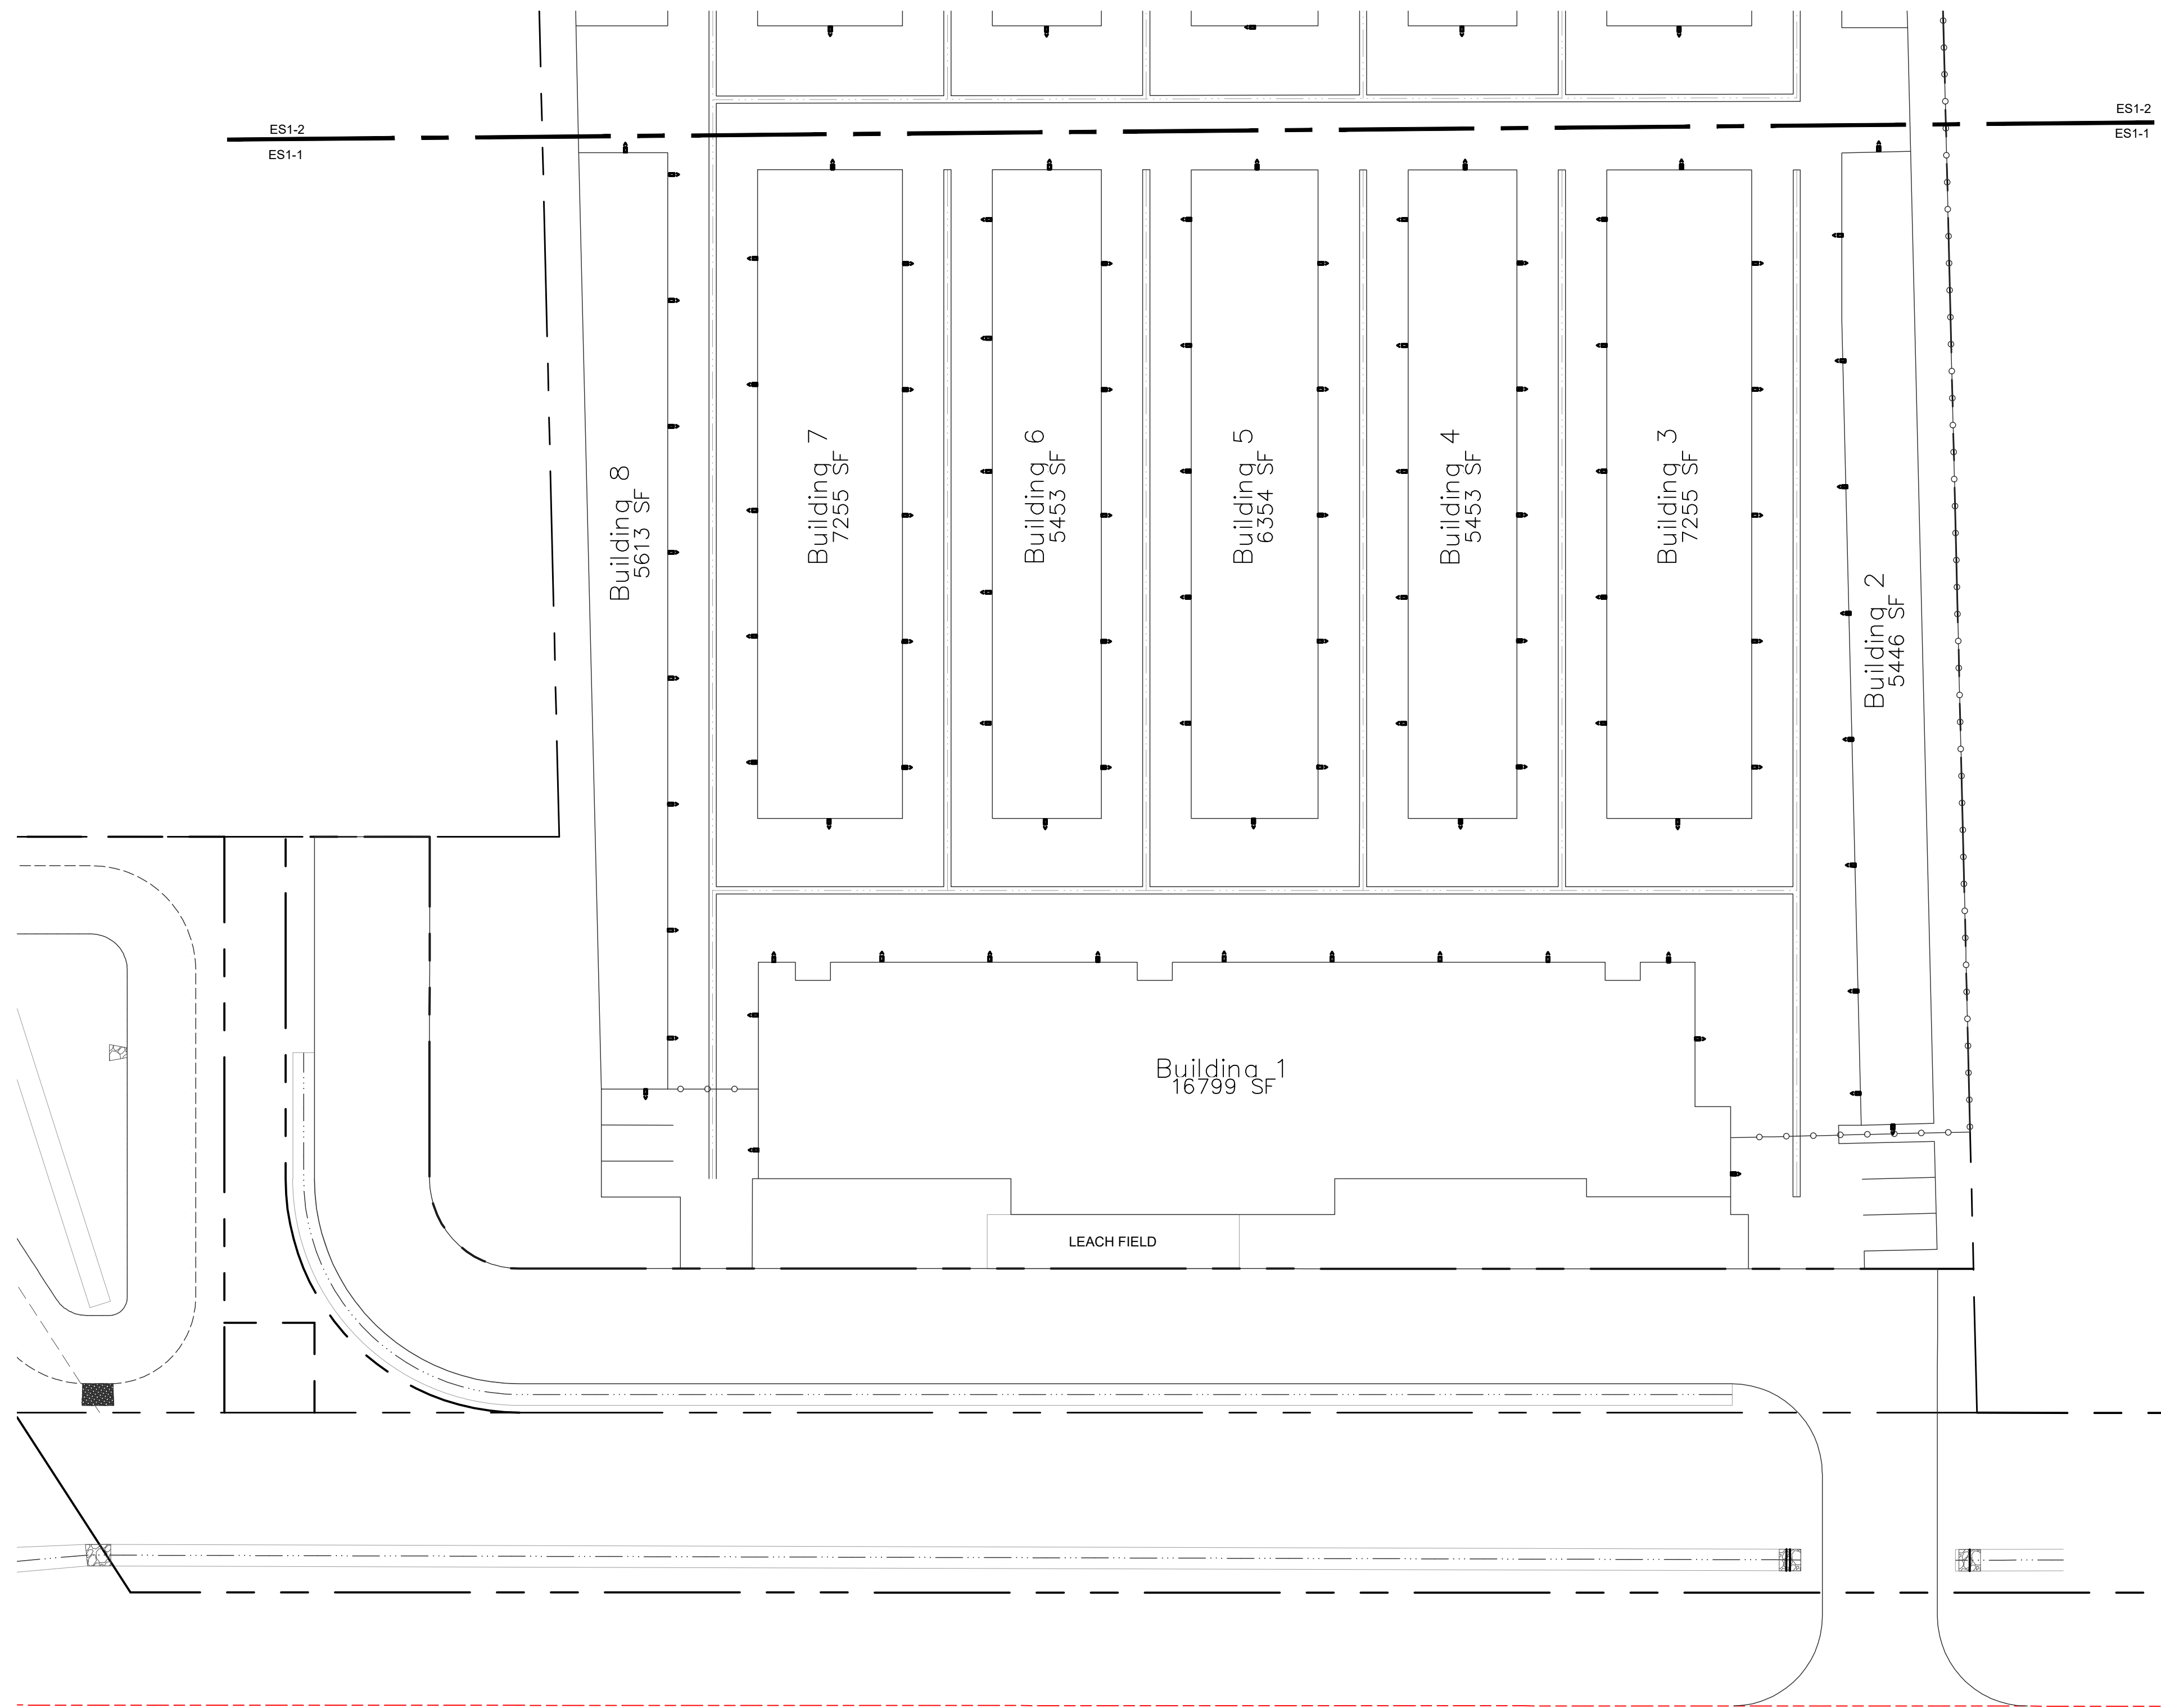 ES1-2
ES1-1
ES1-2
ES1-1
Building 8
5613 SF
Building 7
7255 SF
Building 6
5453 SF
Building 5
6354 SF
Building 4
5453 SF
Building 3
7255 SF
Building 2
5446 SF
Building 1
16799 SF
LEACH FIELD